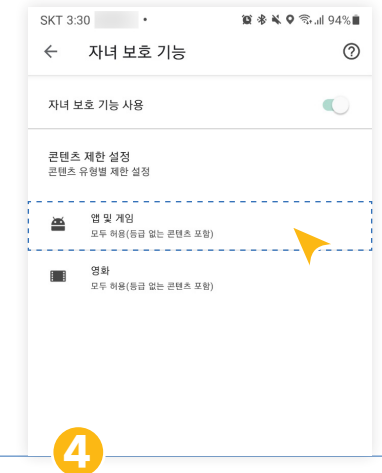 SKT 3:30 • 94%
자녀 보호 기능
자녀 보호 기능 사용
콘텐츠 제한 설정
콘텐츠 유형별 제한 설정
앱 및 게임
모두 허용(등급 없는 콘텐츠 포함)
영화
모두 허용(등급 없는 콘텐츠 포함)
4